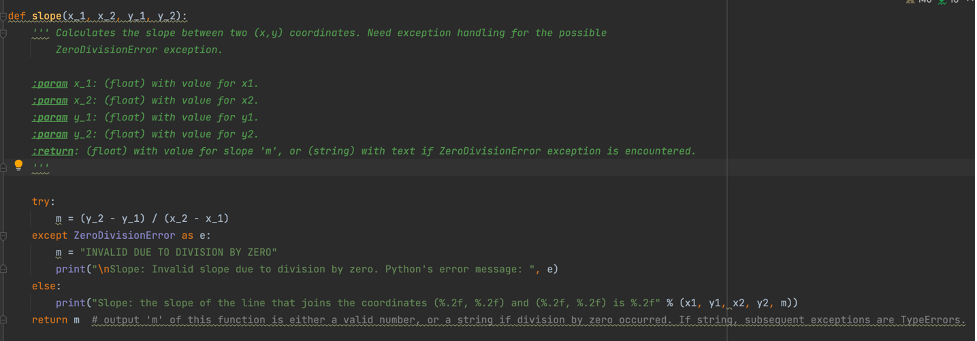 def slope(x_1, x_2, y_1, y_2):
''' Calculates the slope between two (x,y) coordinates. Need exception handling for the possible
ZeroDivisionError exception.
:param x_1: (float) with value for x1.
:param x_2: (float) with value for x2.
:param y_1: (float) with value for y1.
:param y_2: (float) with value for y2.
:return: (float) with value for slope 'm', or (string) with text if ZeroDivisionError exception is encountered.
'''
try:
m = (y_2 - y_1) / (x_2 - x_1)
except ZeroDivisionError as e:
m = "INVALID DUE TO DIVISION BY ZERO"
print("\nSlope: Invalid slope due to division by zero. Python's error message: ", e)
else:
print("Slope: the slope of the line that joins the coordinates (%.2f, %.2f) and (%.2f, %.2f) is %.2f" % (x1, y1, x2, y2, m))
return m  # output 'm' of this function is either a valid number, or a string if division by zero occurred. If string, subsequent exceptions are TypeErrors.